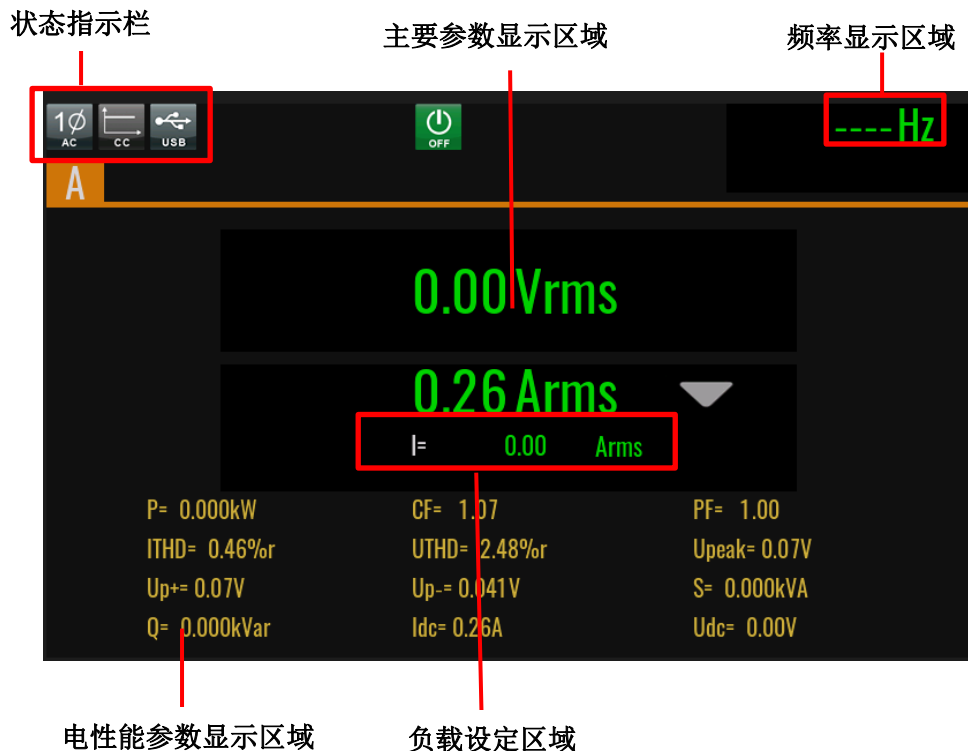 状态指示栏
主要参数显示区域
频率显示区域
1Ø
AC
CC
USB
OFF
----Hz
A
0.00Vrms
0.26Arms
I= 0.00 Arms
P= 0.000kW CF= 1.07 PF= 1.00
ITHD= 0.46%r UTHD= 2.48%r Upeak= 0.07V
Up+= 0.07V Up-= 0.041V S= 0.000kVA
Q= 0.000kVar Idc= 0.26A Udc= 0.00V
电性能参数显示区域
负载设定区域